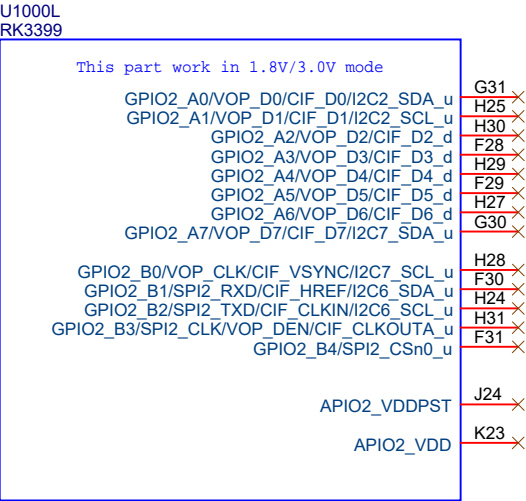 U1000L
RK3399
This part work in 1.8V/3.0V mode
GPIO2_A0/VOP_D0/CIF_D0/I2C2_SDA_u G31
GPIO2_A1/VOP_D1/CIF_D1/I2C2_SCL_u H25
GPIO2_A2/VOP_D2/CIF_D2_d H30
GPIO2_A3/VOP_D3/CIF_D3_d F28
GPIO2_A4/VOP_D4/CIF_D4_d H29
GPIO2_A5/VOP_D5/CIF_D5_d F29
GPIO2_A6/VOP_D6/CIF_D6_d H27
GPIO2_A7/VOP_D7/CIF_D7/I2C7_SDA_u G30
GPIO2_B0/VOP_CLK/CIF_VSYNC/I2C7_SCL_u H28
GPIO2_B1/SPI2_RXD/CIF_HREF/I2C6_SDA_u F30
GPIO2_B2/SPI2_TXD/CIF_CLKIN/I2C6_SCL_u H24
GPIO2_B3/SPI2_CLK/VOP_DEN/CIF_CLKOUTA_u H31
GPIO2_B4/SPI2_CSn0_u F31
APIO2_VDDPST J24
APIO2_VDD K23